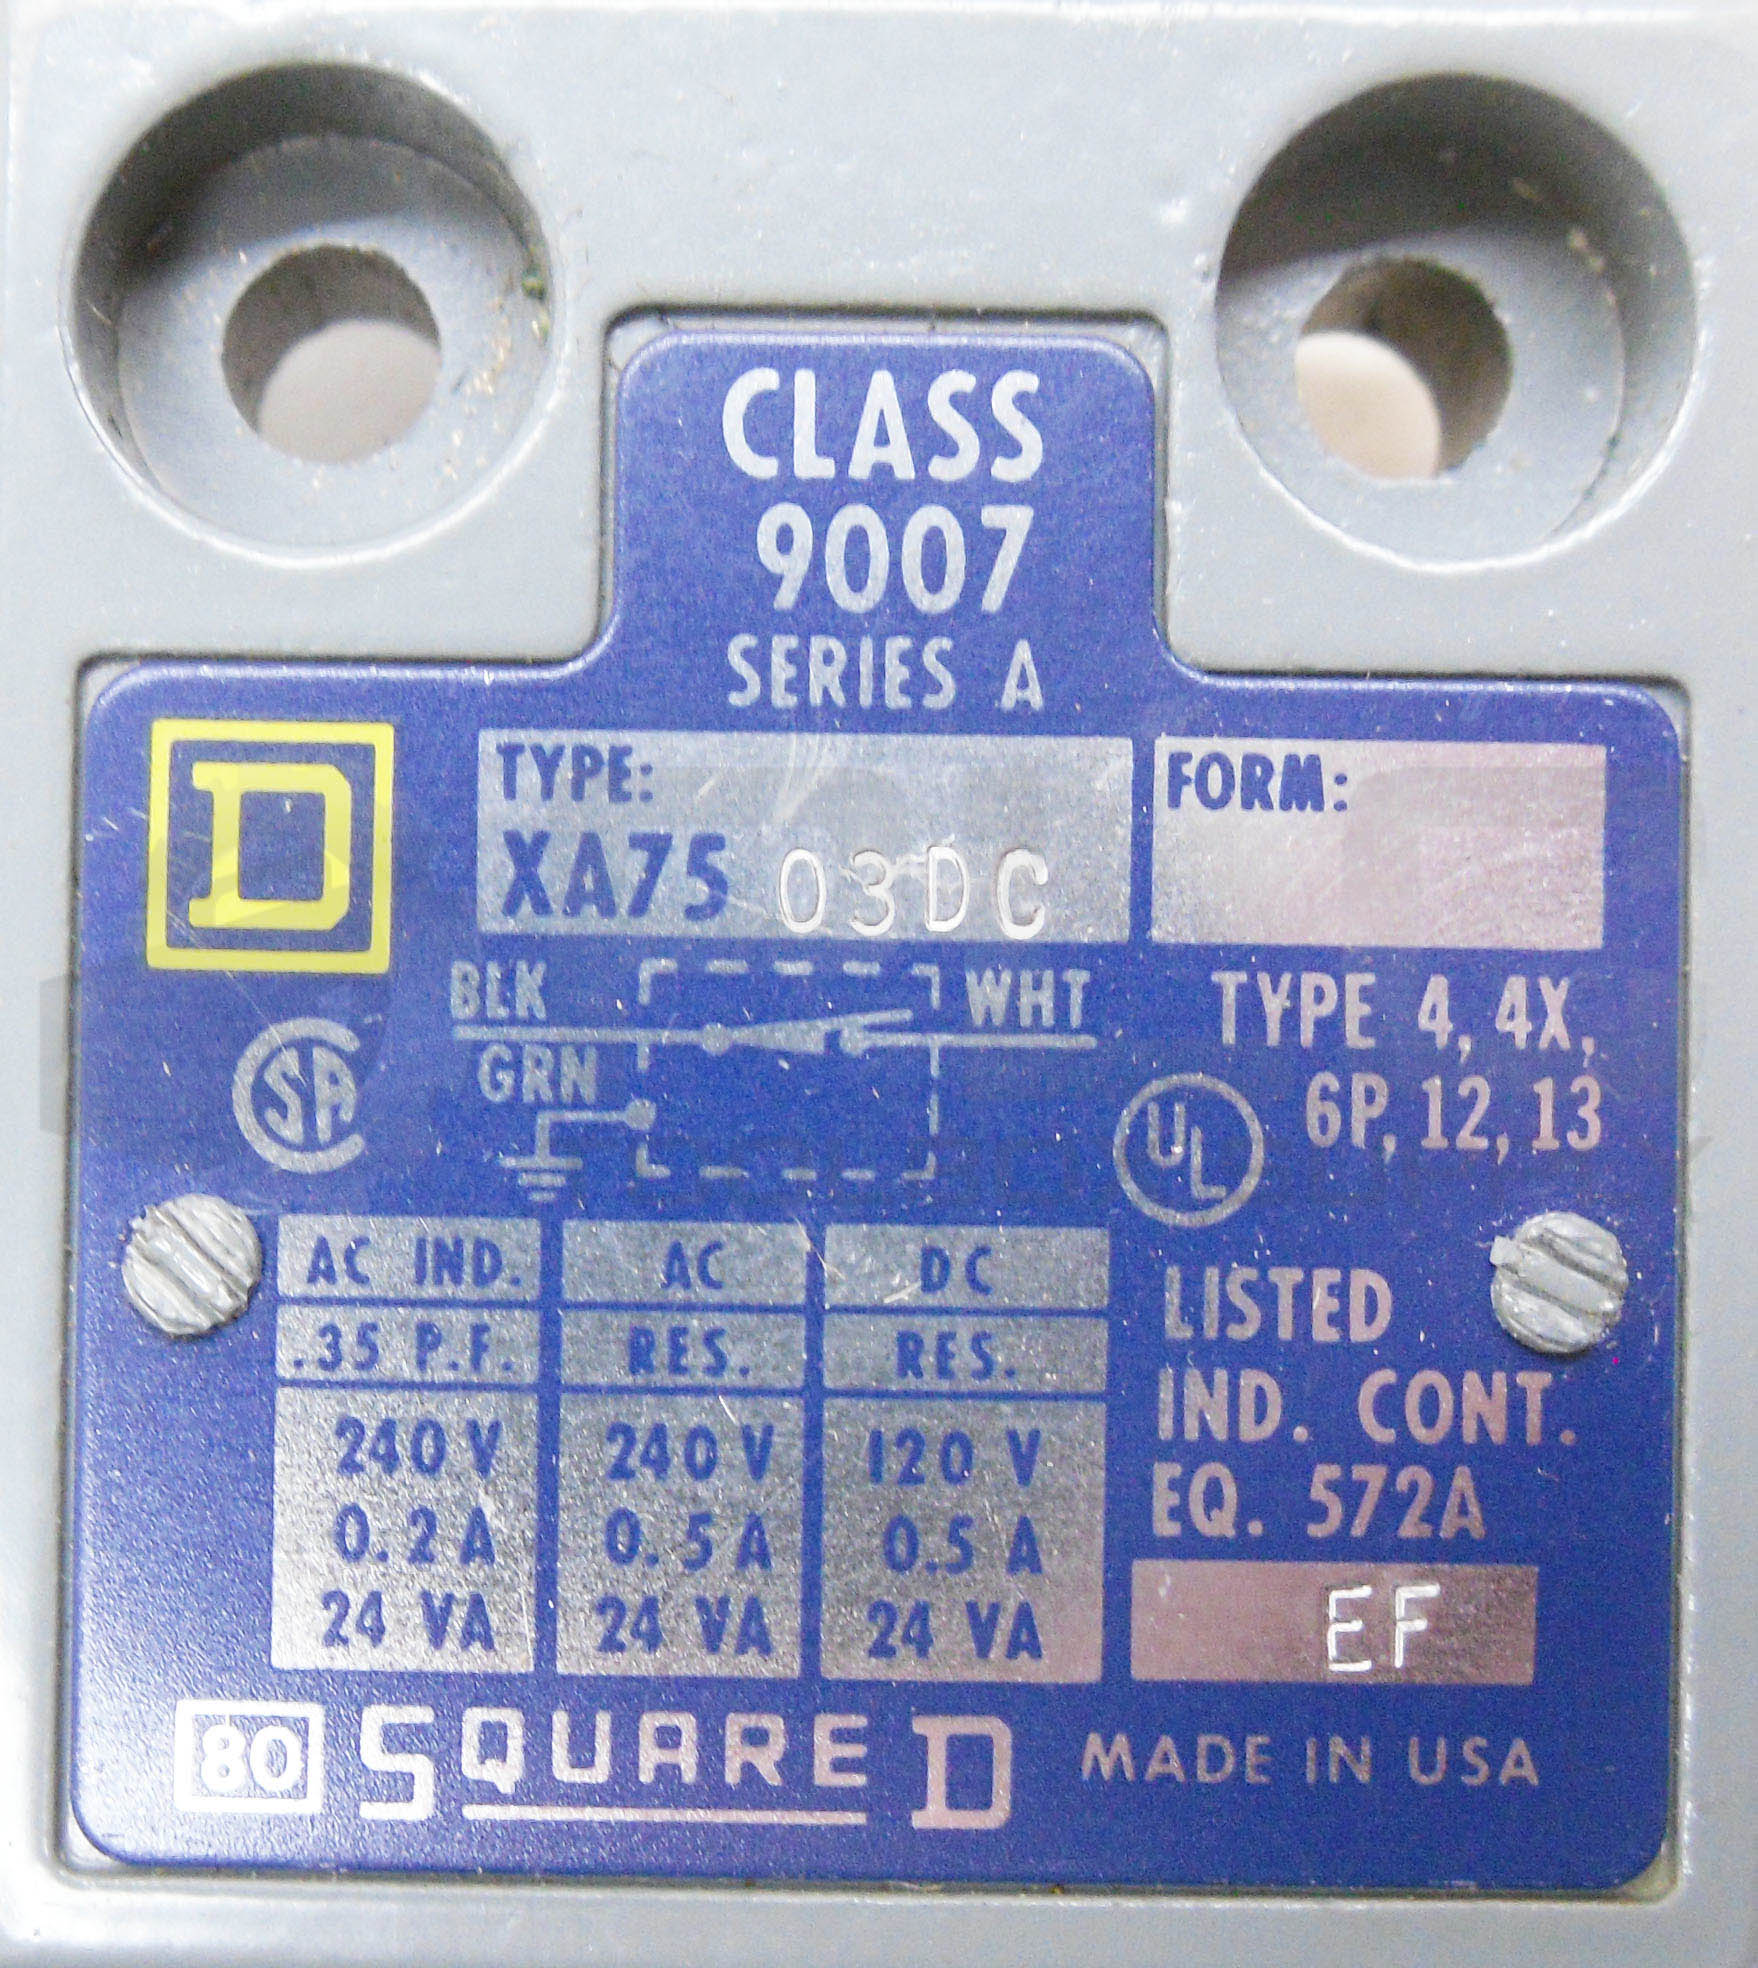 CLASS
9007
SERIES A
D
TYPE:
XA75 03DC
FORM:
BLK
WHT
GRN
TYPE 4, 4X,
6P, 12, 13
CSA
UL
AC IND. AC DC
.35 P.F. RES. RES.
240 V 240 V 120 V
0.2 A 0.5 A 0.5 A
24 VA 24 VA 24 VA
LISTED
IND. CONT.
EQ. 572A
EF
80 SQUARE D MADE IN USA